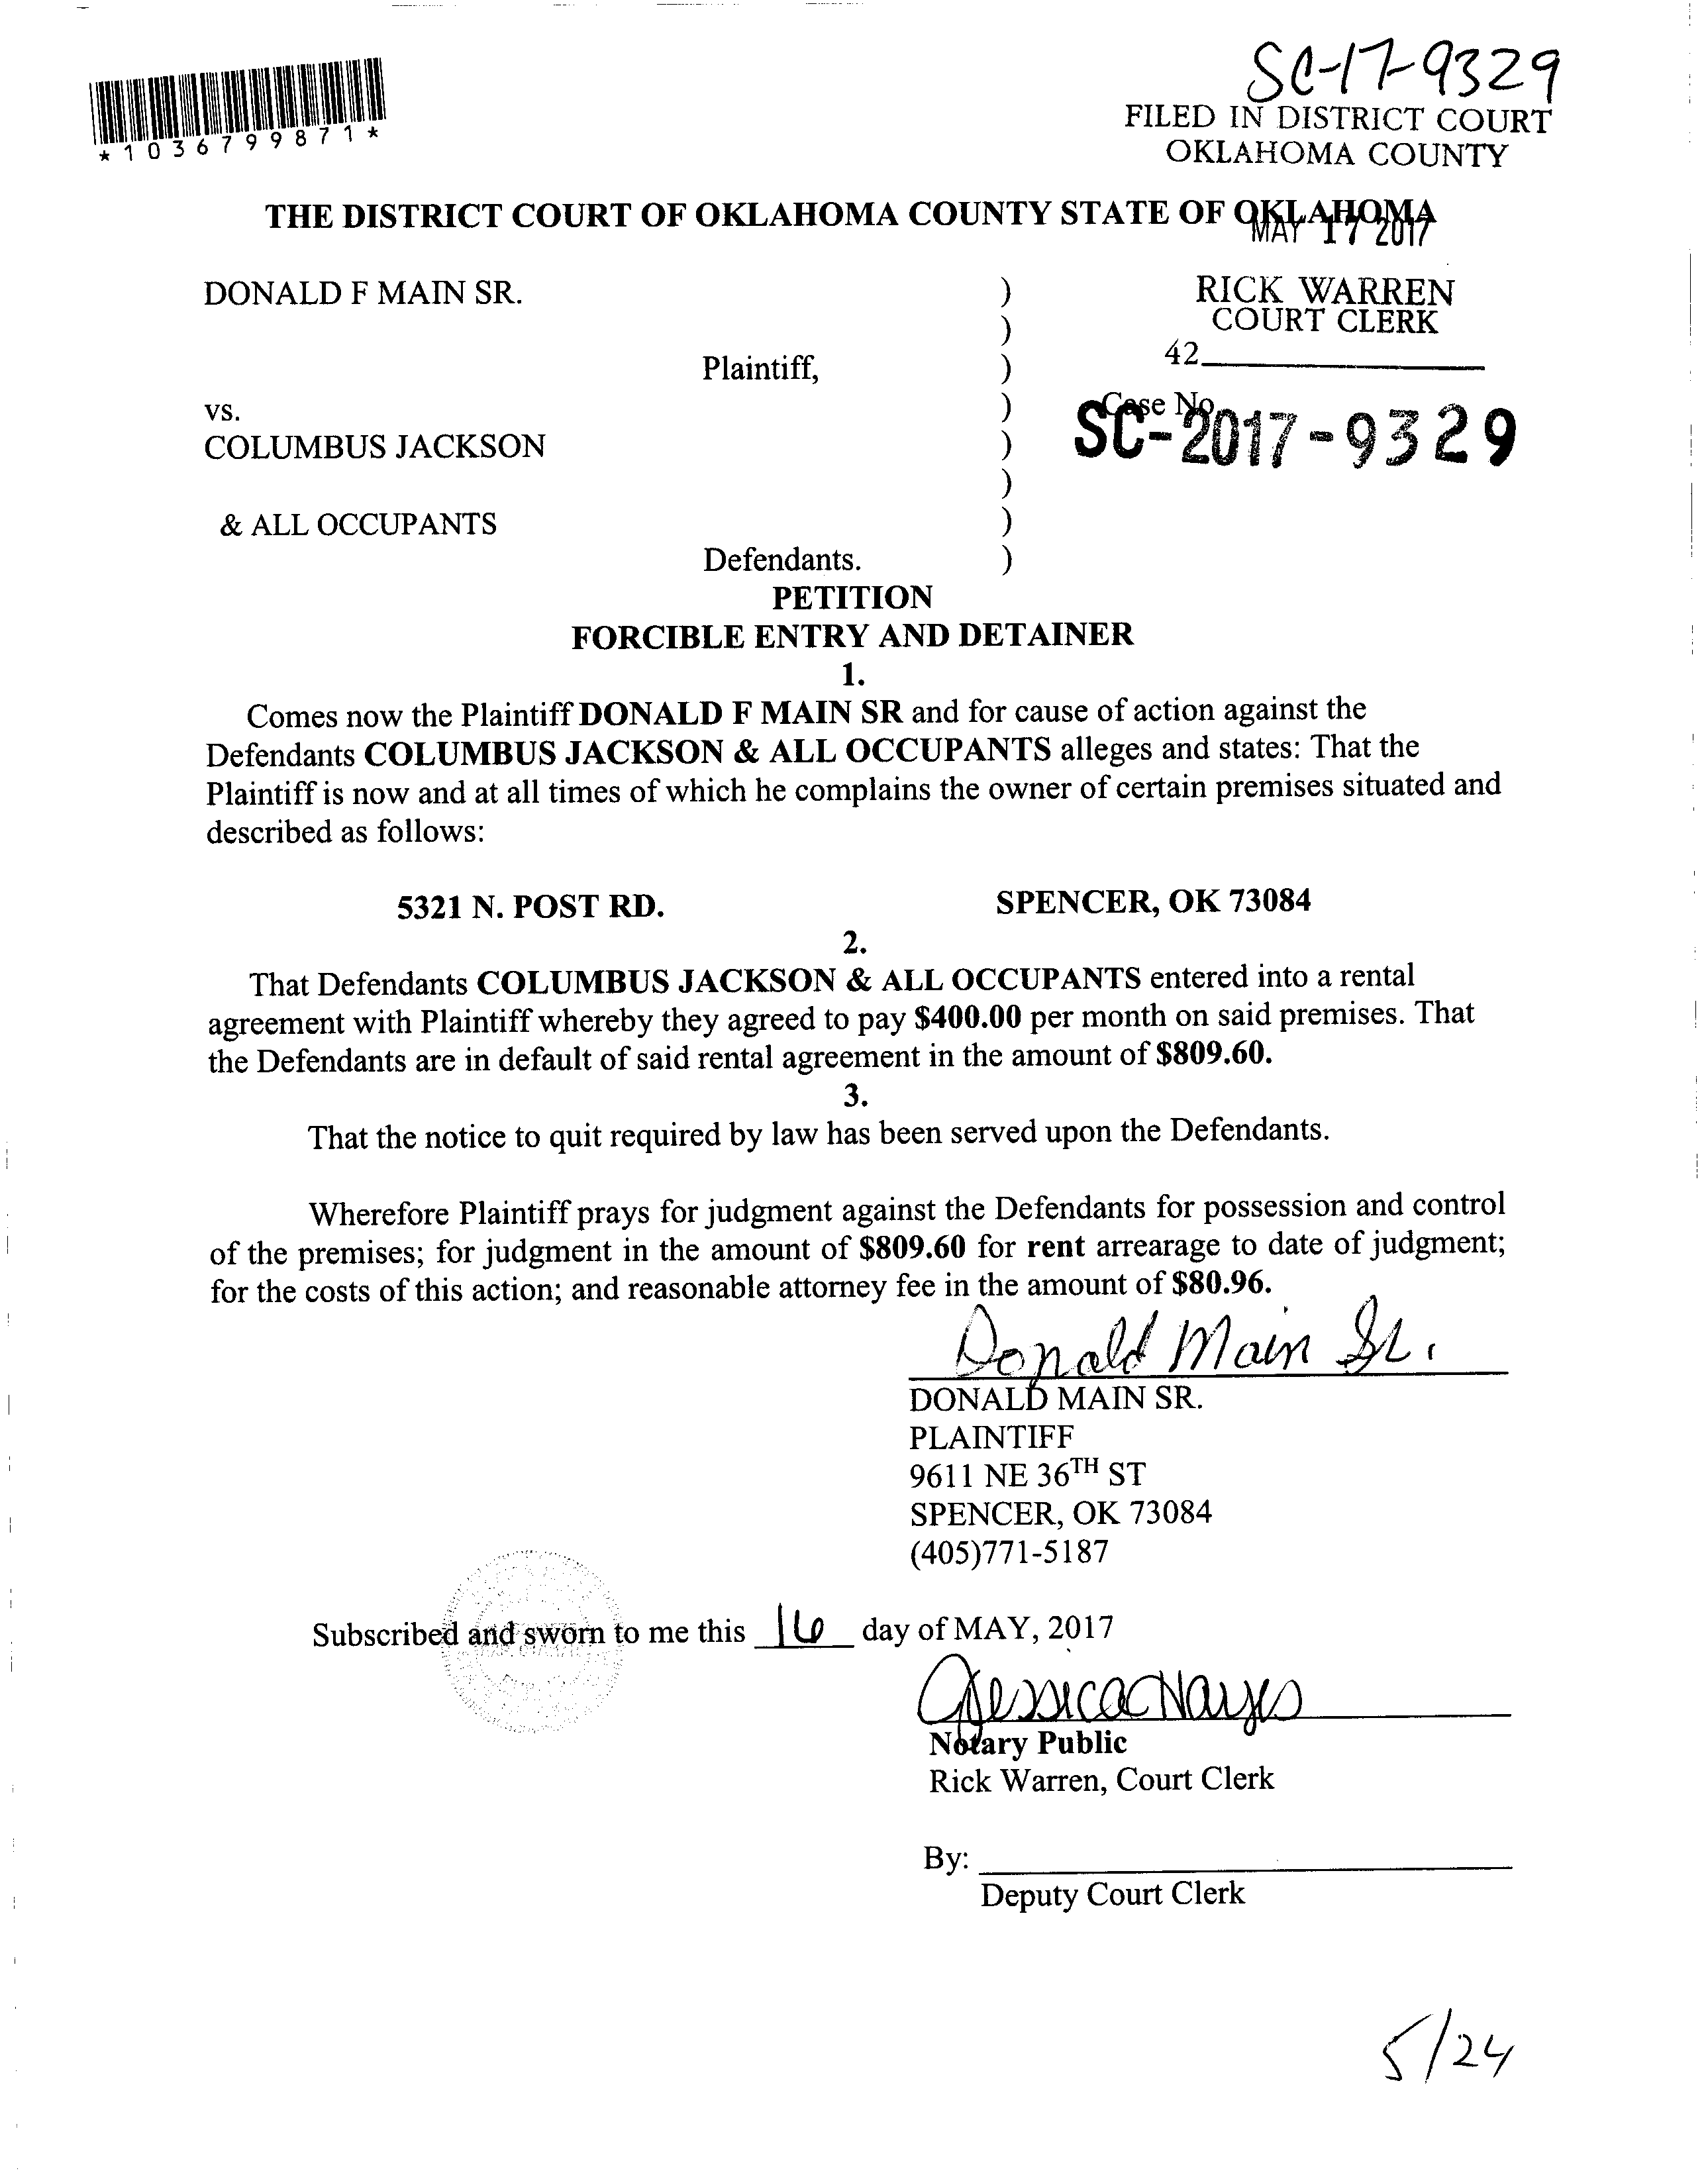 SC-17-9329
*1036799871*
FILED IN DISTRICT COURT
OKLAHOMA COUNTY
THE DISTRICT COURT OF OKLAHOMA COUNTY STATE OF OKLAHOMA
MAY 17 2017
DONALD F MAIN SR. )
RICK WARREN
COURT CLERK
)
Plaintiff, )
42
vs. )
Case No.
COLUMBUS JACKSON )
SC-2017-9329
)
& ALL OCCUPANTS )
Defendants. )
PETITION
FORCIBLE ENTRY AND DETAINER
1.
Comes now the Plaintiff DONALD F MAIN SR and for cause of action against the
Defendants COLUMBUS JACKSON & ALL OCCUPANTS alleges and states: That the
Plaintiff is now and at all times of which he complains the owner of certain premises situated and
described as follows:
5321 N. POST RD. SPENCER, OK 73084
2.
That Defendants COLUMBUS JACKSON & ALL OCCUPANTS entered into a rental
agreement with Plaintiff whereby they agreed to pay $400.00 per month on said premises. That
the Defendants are in default of said rental agreement in the amount of $809.60.
3.
That the notice to quit required by law has been served upon the Defendants.
Wherefore Plaintiff prays for judgment against the Defendants for possession and control
of the premises; for judgment in the amount of $809.60 for rent arrearage to date of judgment;
for the costs of this action; and reasonable attorney fee in the amount of $80.96.
Donald Main Sr.
DONALD MAIN SR.
PLAINTIFF
9611 NE 36TH ST
SPENCER, OK 73084
(405)771-5187
Subscribed and sworn to me this 16 day of MAY, 2017
Jessica Hayes
Notary Public
Rick Warren, Court Clerk
By:
Deputy Court Clerk
5/24